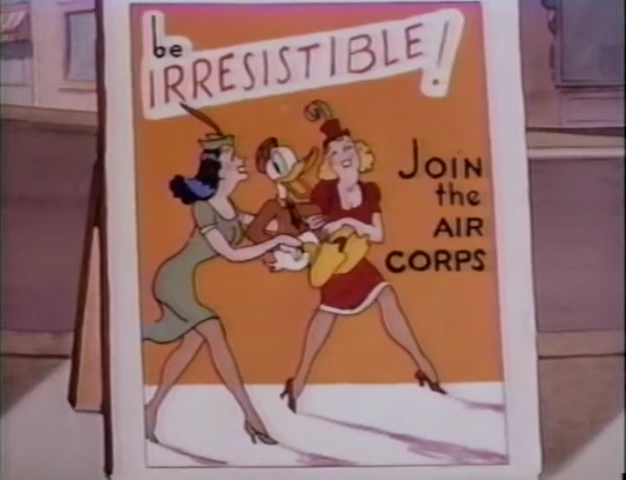 be
IRRESISTIBLE!
JOIN
the
AIR
CORPS